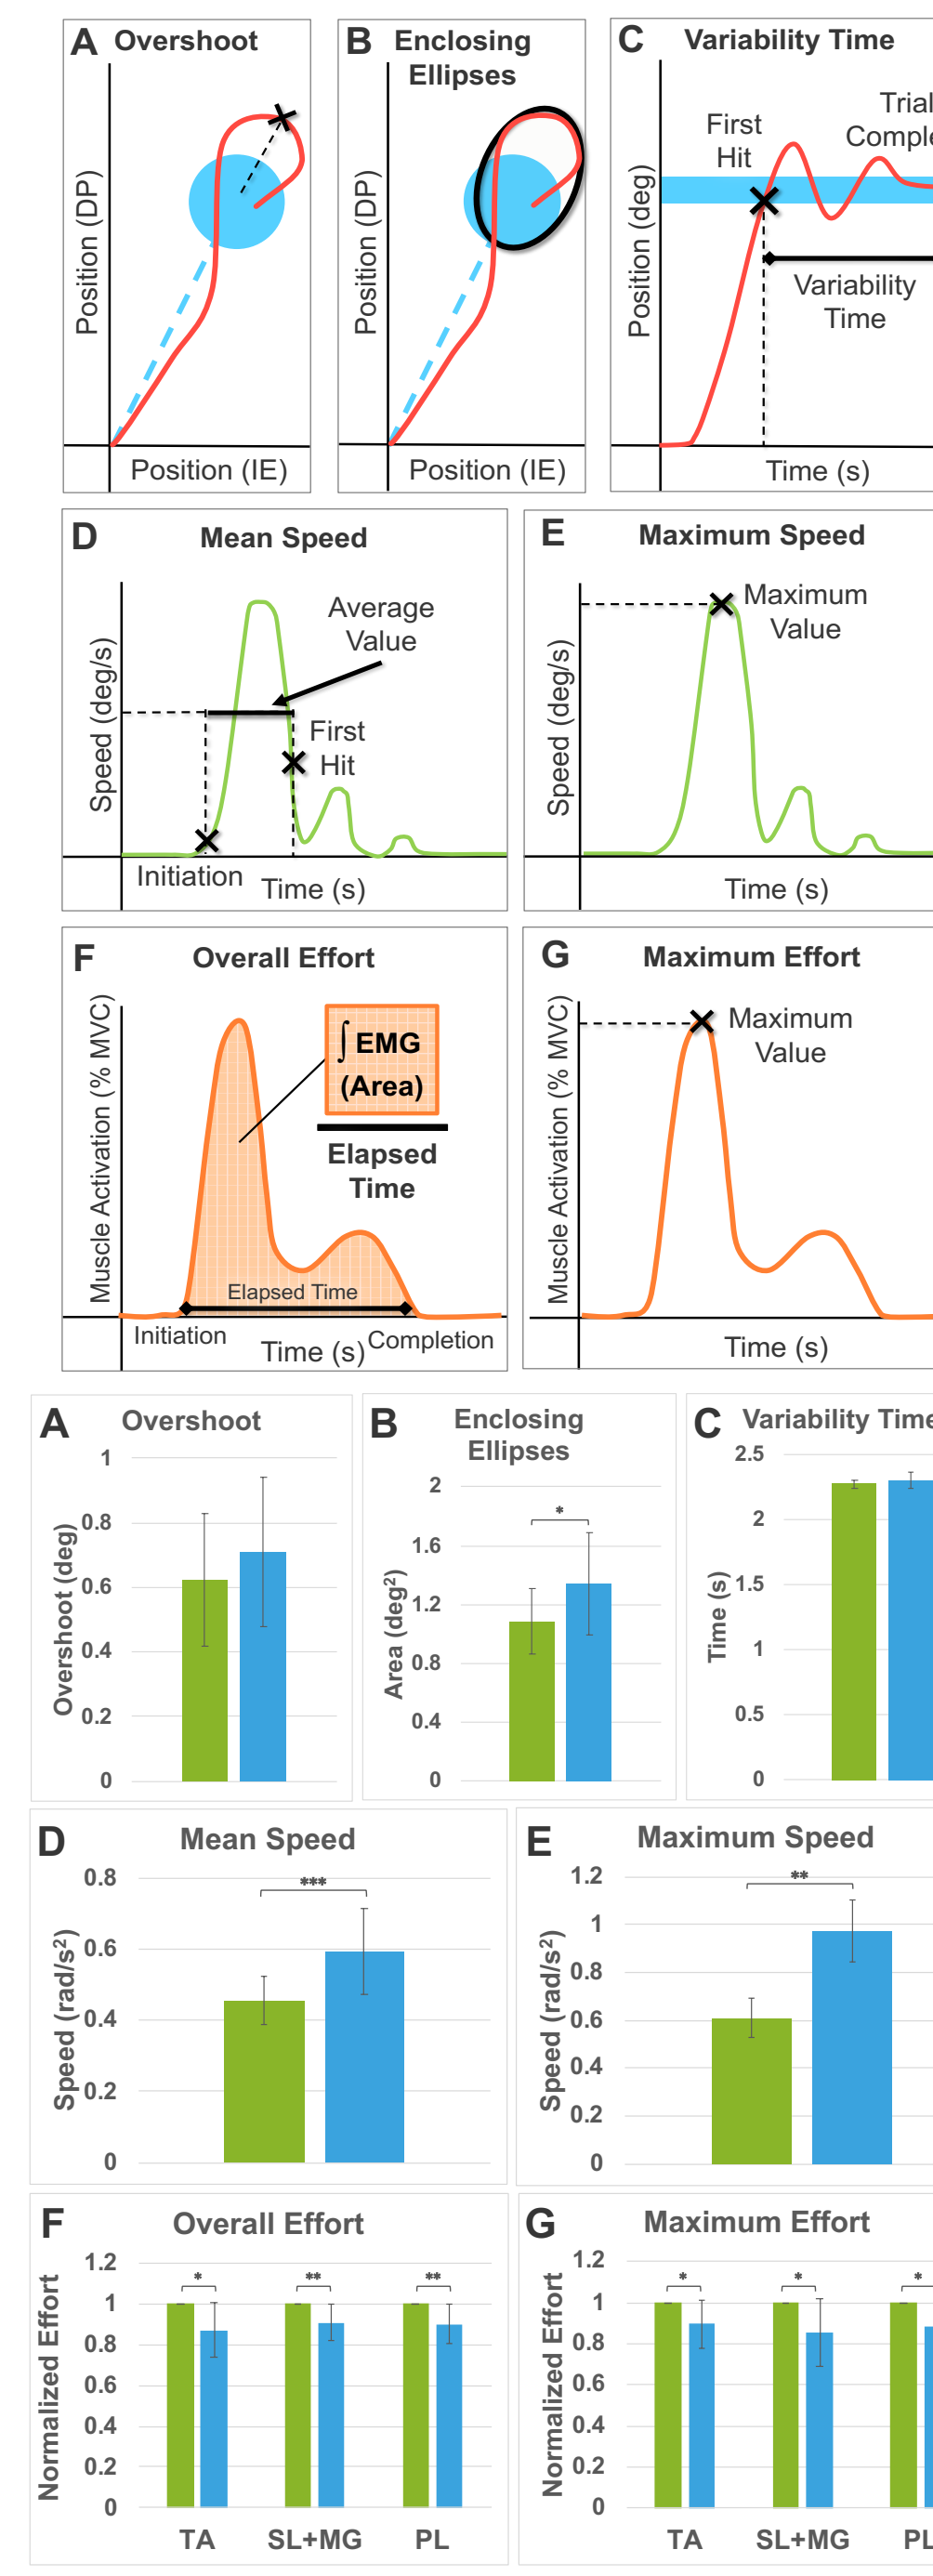 A Overshoot
Position (DP)
Position (IE)
B Enclosing
Ellipses
Position (DP)
Position (IE)
C Variability Time
First
Hit
Trial
Variability
Time
Position (deg)
Time (s)
D Mean Speed
Average
Value
First
Hit
Speed (deg/s)
Initiation
Time (s)
E Maximum Speed
Maximum
Value
Speed (deg/s)
Time (s)
F Overall Effort
∫EMG
(Area)
Elapsed
Time
Muscle Activation (% MVC)
Elapsed Time
Initiation
Time (s)
Completion
G Maximum Effort
Maximum
Value
Muscle Activation (% MVC)
Time (s)
A Overshoot
Overshoot (deg)
1
0.8
0.6
0.4
0.2
0
B Enclosing
Ellipses
Area (deg²)
2
1.6
1.2
0.8
0.4
0
*
C Variability Time
Time (s)
2.5
2
1.5
1
0.5
0
D Mean Speed
Speed (rad/s²)
0.8
0.6
0.4
0.2
0
***
E Maximum Speed
Speed (rad/s²)
1.2
1
0.8
0.6
0.4
0.2
0
**
F Overall Effort
Normalized Effort
1.2
1
0.8
0.6
0.4
0.2
0
* ** **
TA SL+MG PL
G Maximum Effort
Normalized Effort
1.2
1
0.8
0.6
0.4
0.2
0
* * *
TA SL+MG PL